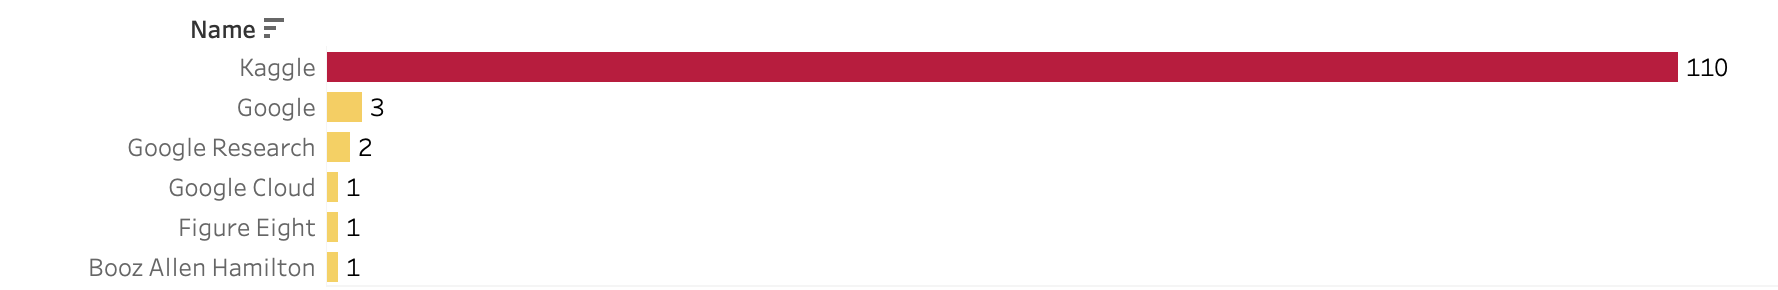 Name
Kaggle 110
Google 3
Google Research 2
Google Cloud 1
Figure Eight 1
Booz Allen Hamilton 1